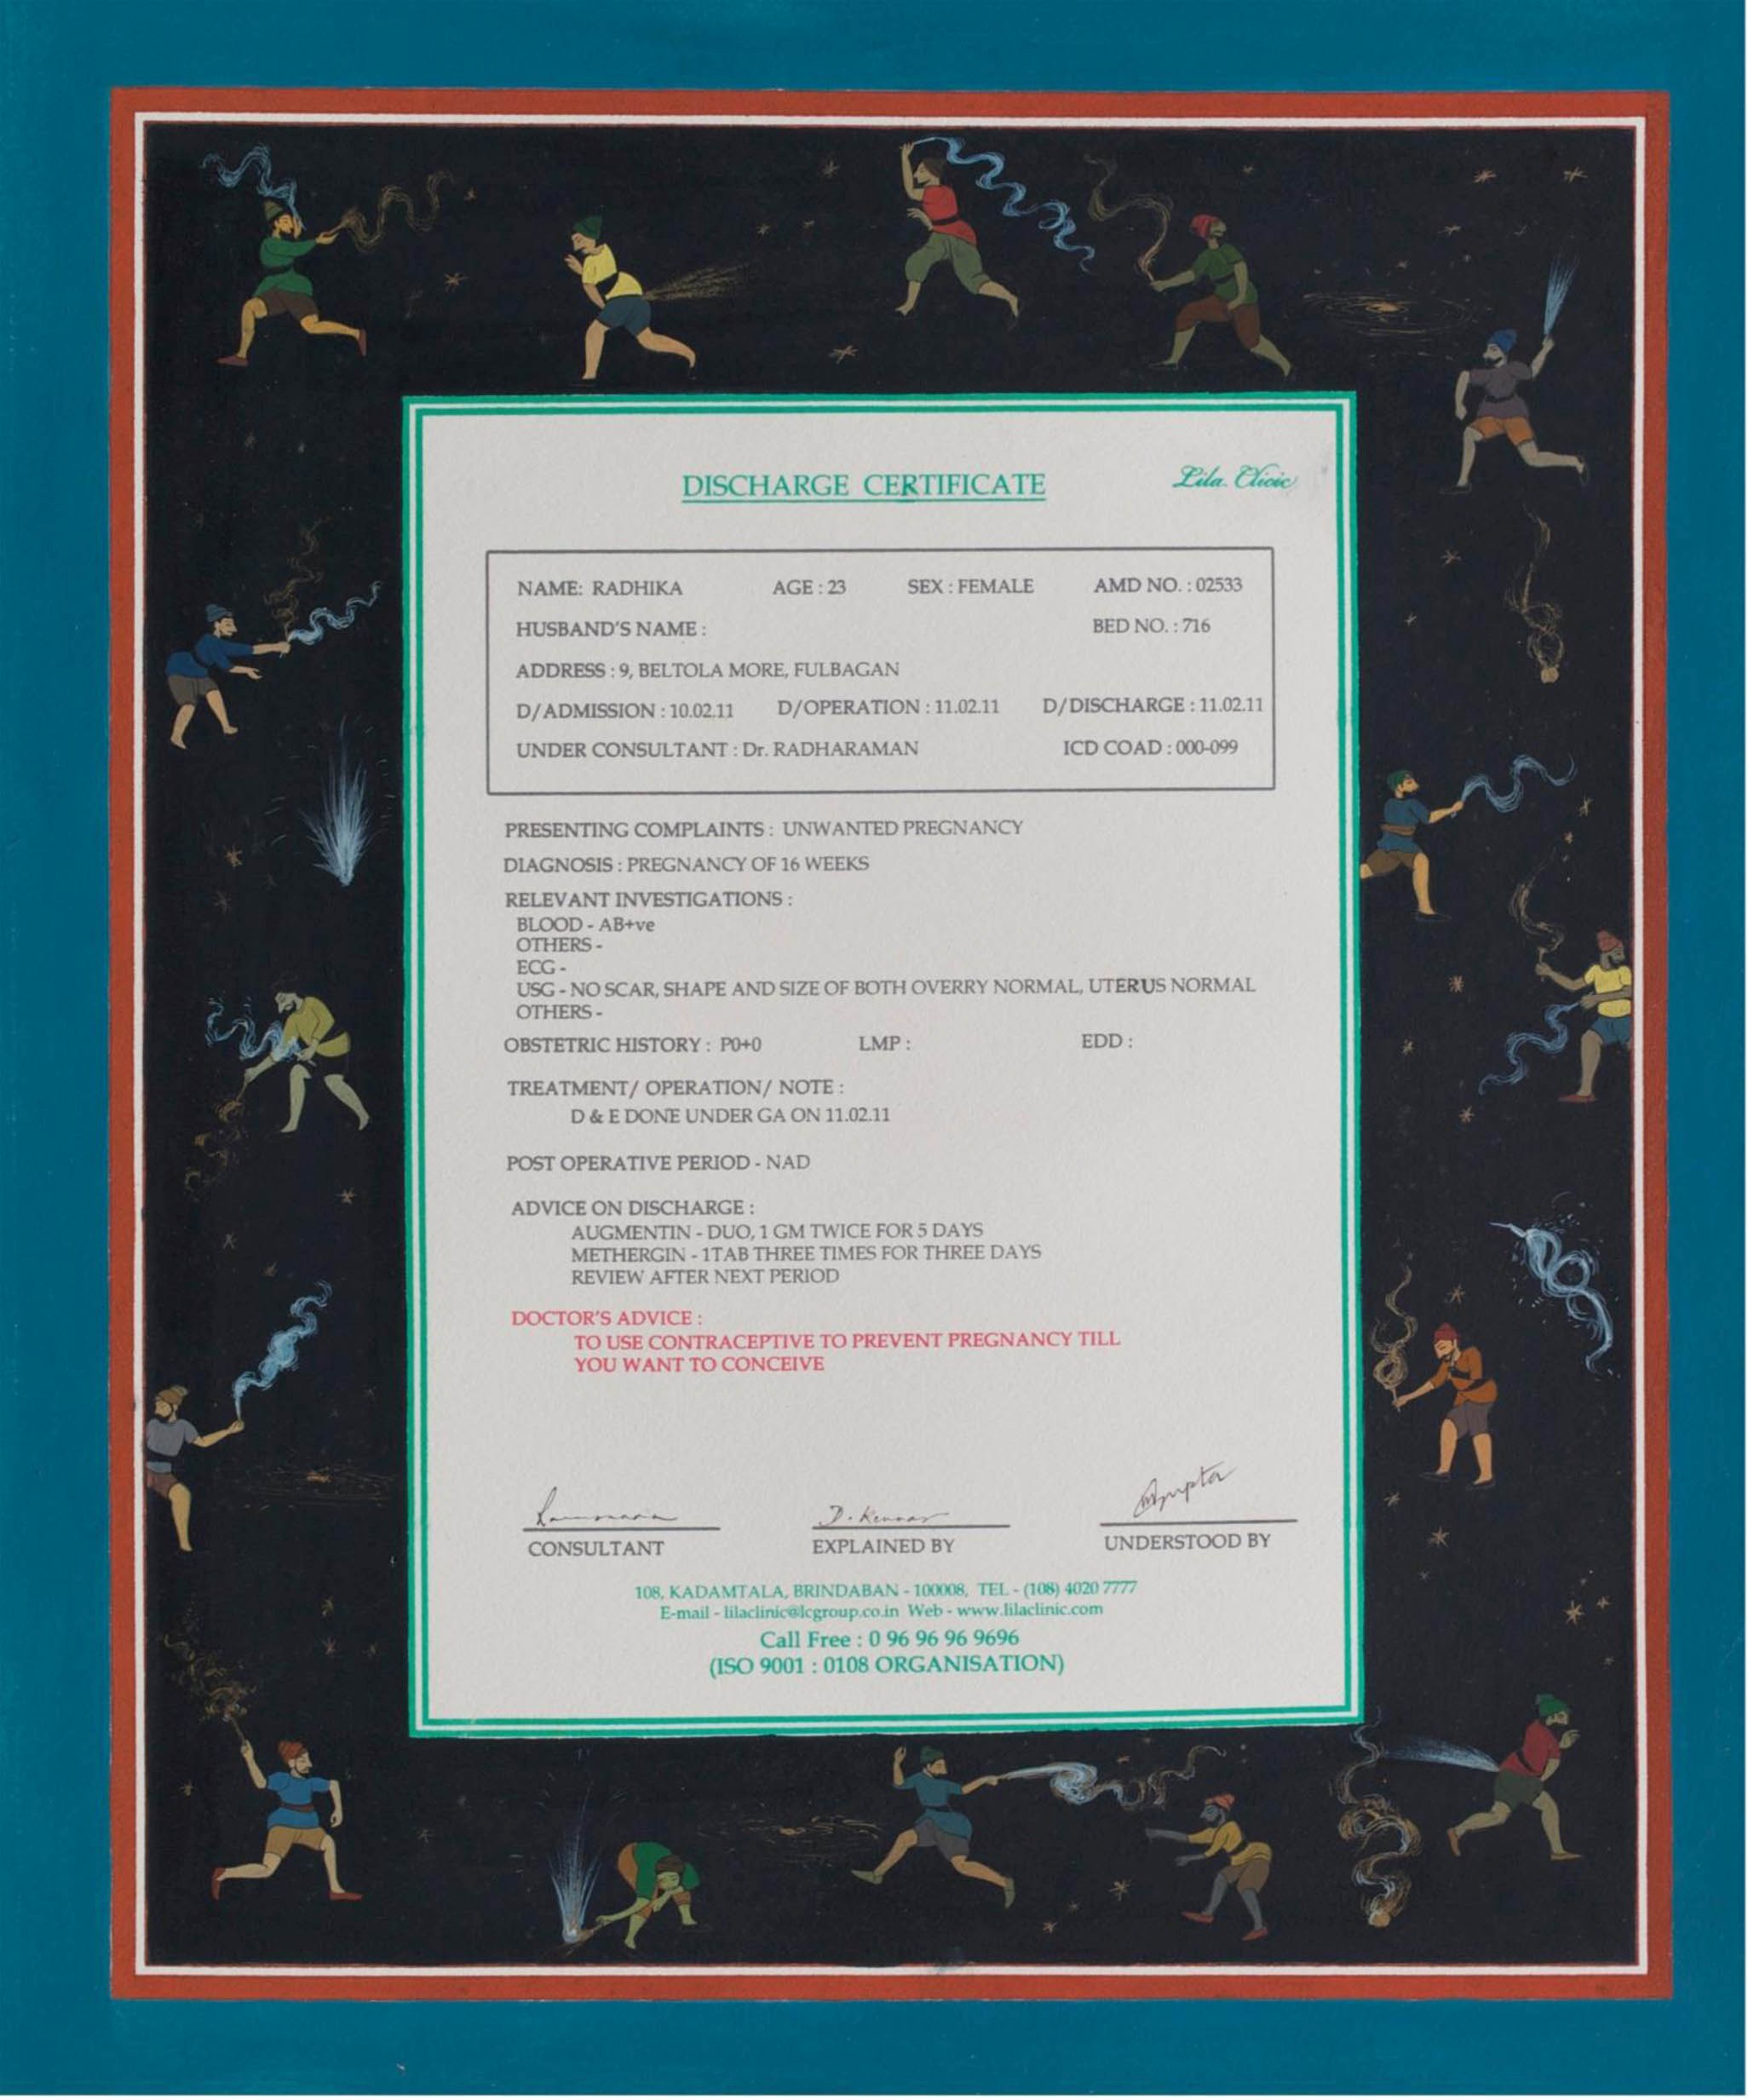 DISCHARGE CERTIFICATE
Lila. Clicic
NAME: RADHIKA AGE : 23 SEX : FEMALE AMD NO. : 02533
HUSBAND'S NAME : BED NO. : 716
ADDRESS : 9, BELTOLA MORE, FULBAGAN
D/ADMISSION : 10.02.11 D/OPERATION : 11.02.11 D/DISCHARGE : 11.02.11
UNDER CONSULTANT : Dr. RADHARAMAN ICD COAD : 000-099
PRESENTING COMPLAINTS : UNWANTED PREGNANCY
DIAGNOSIS : PREGNANCY OF 16 WEEKS
RELEVANT INVESTIGATIONS :
BLOOD - AB+ve
OTHERS -
ECG -
USG - NO SCAR, SHAPE AND SIZE OF BOTH OVERRY NORMAL, UTERUS NORMAL
OTHERS -
OBSTETRIC HISTORY : P0+0 LMP : EDD :
TREATMENT/ OPERATION/ NOTE :
D & E DONE UNDER GA ON 11.02.11
POST OPERATIVE PERIOD - NAD
ADVICE ON DISCHARGE :
AUGMENTIN - DUO, 1 GM TWICE FOR 5 DAYS
METHERGIN - 1TAB THREE TIMES FOR THREE DAYS
REVIEW AFTER NEXT PERIOD
DOCTOR'S ADVICE :
TO USE CONTRACEPTIVE TO PREVENT PREGNANCY TILL
YOU WANT TO CONCEIVE
CONSULTANT EXPLAINED BY UNDERSTOOD BY
108, KADAMTALA, BRINDABAN - 100008, TEL - (108) 4020 7777
E-mail - lilaclinic@lcgroup.co.in Web - www.lilaclinic.com
Call Free : 0 96 96 96 9696
(ISO 9001 : 0108 ORGANISATION)